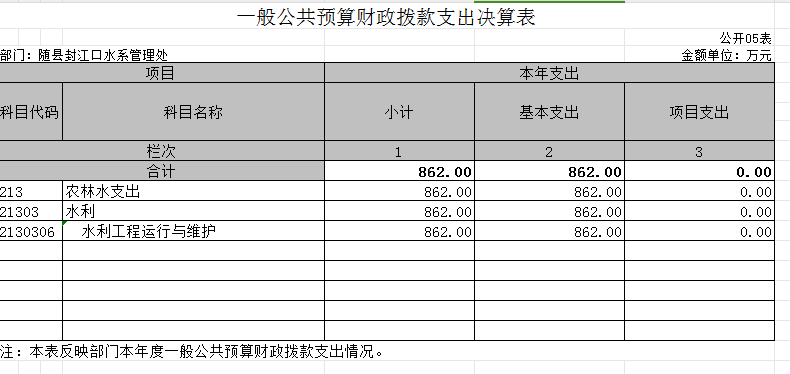 一般公共预算财政拨款支出决算表
公开05表
部门：随县封江口水系管理处 金额单位：万元
项目 本年支出
科目代码 科目名称 小计 基本支出 项目支出
栏次 1 2 3
合计 862.00 862.00 0.00
213 农林水支出 862.00 862.00 0.00
21303 水利 862.00 862.00 0.00
2130306 水利工程运行与维护 862.00 862.00 0.00
注：本表反映部门本年度一般公共预算财政拨款支出情况。